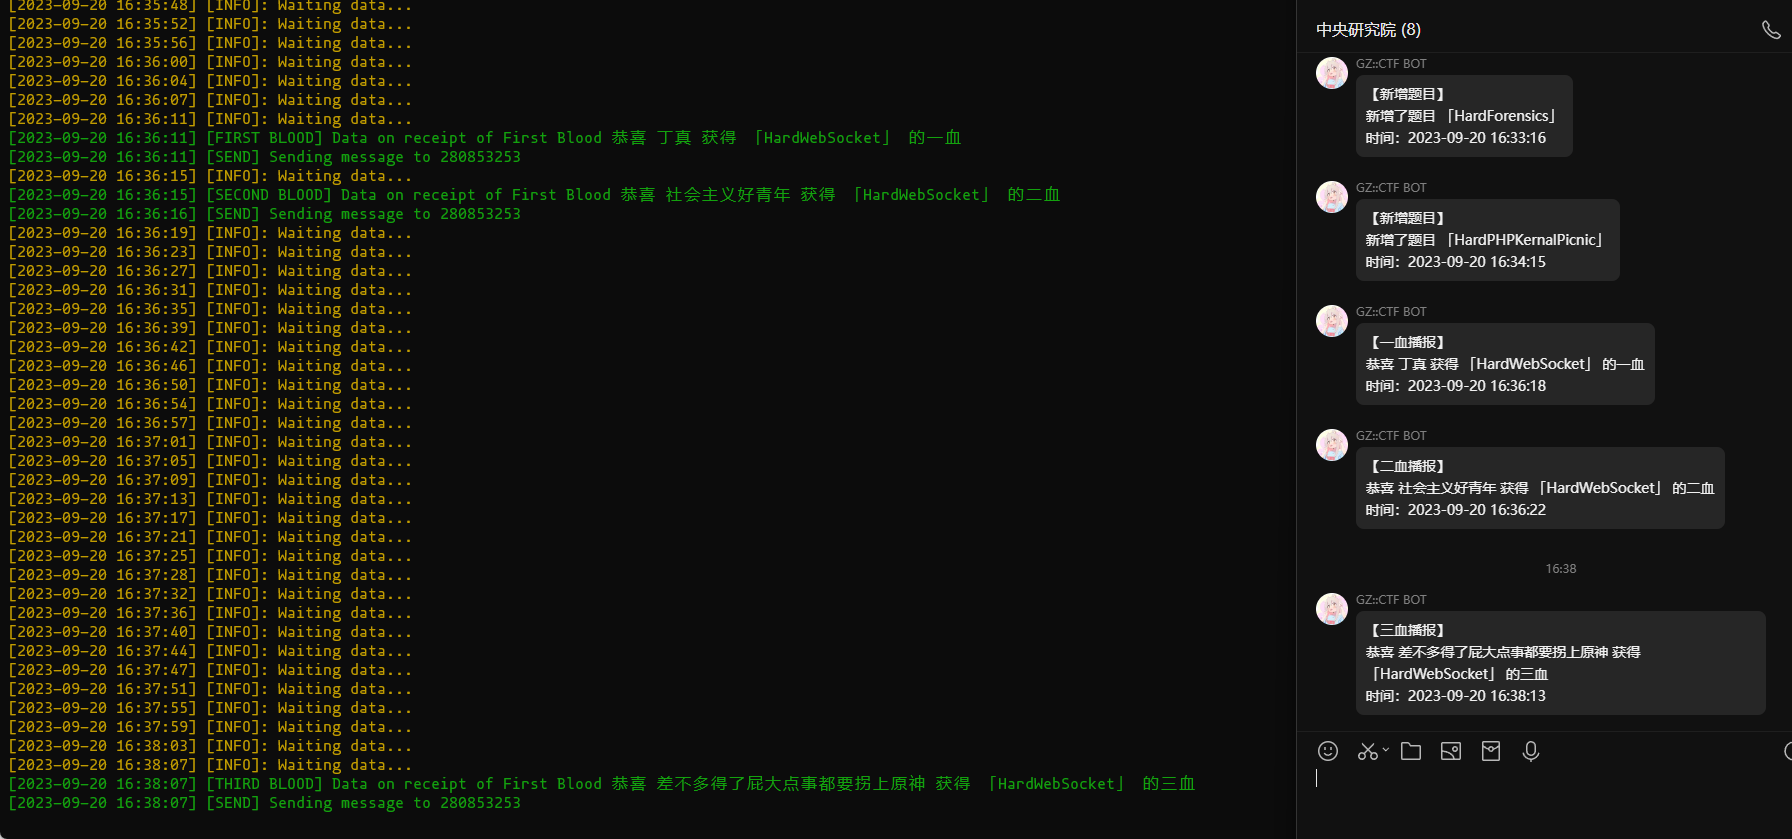 [2023-09-20 16:35:48] [INFO]: Waiting data...
[2023-09-20 16:35:52] [INFO]: Waiting data...
[2023-09-20 16:35:56] [INFO]: Waiting data...
[2023-09-20 16:36:00] [INFO]: Waiting data...
[2023-09-20 16:36:04] [INFO]: Waiting data...
[2023-09-20 16:36:07] [INFO]: Waiting data...
[2023-09-20 16:36:11] [INFO]: Waiting data...
[2023-09-20 16:36:11] [FIRST BLOOD] Data on receipt of First Blood 恭喜 丁真 获得 「HardWebSocket」 的一血
[2023-09-20 16:36:11] [SEND] Sending message to 280853253
[2023-09-20 16:36:15] [INFO]: Waiting data...
[2023-09-20 16:36:15] [SECOND BLOOD] Data on receipt of First Blood 恭喜 社会主义好青年 获得 「HardWebSocket」 的二血
[2023-09-20 16:36:16] [SEND] Sending message to 280853253
[2023-09-20 16:36:19] [INFO]: Waiting data...
[2023-09-20 16:36:23] [INFO]: Waiting data...
[2023-09-20 16:36:27] [INFO]: Waiting data...
[2023-09-20 16:36:31] [INFO]: Waiting data...
[2023-09-20 16:36:35] [INFO]: Waiting data...
[2023-09-20 16:36:39] [INFO]: Waiting data...
[2023-09-20 16:36:42] [INFO]: Waiting data...
[2023-09-20 16:36:46] [INFO]: Waiting data...
[2023-09-20 16:36:50] [INFO]: Waiting data...
[2023-09-20 16:36:54] [INFO]: Waiting data...
[2023-09-20 16:36:57] [INFO]: Waiting data...
[2023-09-20 16:37:01] [INFO]: Waiting data...
[2023-09-20 16:37:05] [INFO]: Waiting data...
[2023-09-20 16:37:09] [INFO]: Waiting data...
[2023-09-20 16:37:13] [INFO]: Waiting data...
[2023-09-20 16:37:17] [INFO]: Waiting data...
[2023-09-20 16:37:21] [INFO]: Waiting data...
[2023-09-20 16:37:25] [INFO]: Waiting data...
[2023-09-20 16:37:28] [INFO]: Waiting data...
[2023-09-20 16:37:32] [INFO]: Waiting data...
[2023-09-20 16:37:36] [INFO]: Waiting data...
[2023-09-20 16:37:40] [INFO]: Waiting data...
[2023-09-20 16:37:44] [INFO]: Waiting data...
[2023-09-20 16:37:47] [INFO]: Waiting data...
[2023-09-20 16:37:51] [INFO]: Waiting data...
[2023-09-20 16:37:55] [INFO]: Waiting data...
[2023-09-20 16:37:59] [INFO]: Waiting data...
[2023-09-20 16:38:03] [INFO]: Waiting data...
[2023-09-20 16:38:07] [INFO]: Waiting data...
[2023-09-20 16:38:07] [THIRD BLOOD] Data on receipt of First Blood 恭喜 差不多得了屁大点事都要拐上原神 获得 「HardWebSocket」 的三血
[2023-09-20 16:38:07] [SEND] Sending message to 280853253
中央研究院 (8)
GZ::CTF BOT
【新增题目】
新增了题目 「HardForensics」
时间：2023-09-20 16:33:16
GZ::CTF BOT
【新增题目】
新增了题目 「HardPHPKernalPicnic」
时间：2023-09-20 16:34:15
GZ::CTF BOT
【一血播报】
恭喜 丁真 获得 「HardWebSocket」 的一血
时间：2023-09-20 16:36:18
GZ::CTF BOT
【二血播报】
恭喜 社会主义好青年 获得 「HardWebSocket」 的二血
时间：2023-09-20 16:36:22
16:38
GZ::CTF BOT
【三血播报】
恭喜 差不多得了屁大点事都要拐上原神 获得
「HardWebSocket」 的三血
时间：2023-09-20 16:38:13